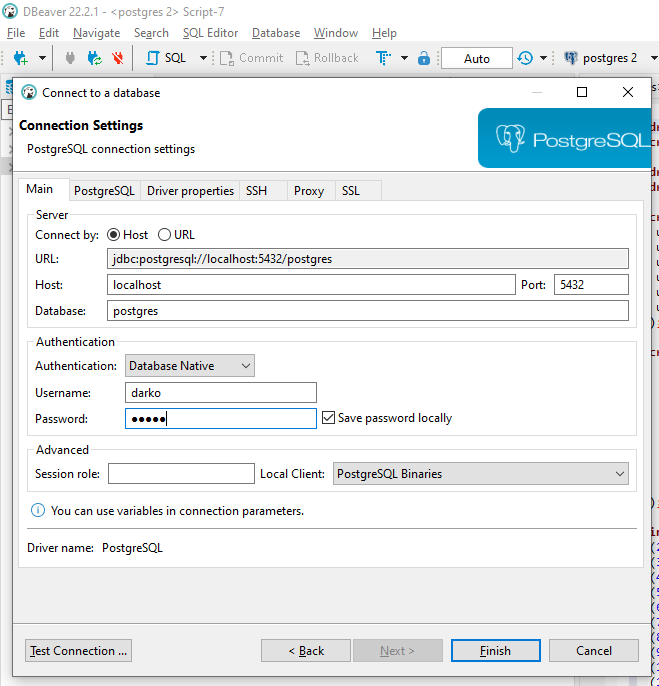 DBeaver 22.2.1 - <postgres 2> Script-7
File Edit Navigate Search SQL Editor Database Window Help
SQL Commit Rollback Auto postgres 2
Connect to a database
Connection Settings
PostgreSQL connection settings
PostgreSQL
Main PostgreSQL Driver properties SSH Proxy SSL
Server
Connect by: Host URL
URL: jdbc:postgresql://localhost:5432/postgres
Host: localhost Port: 5432
Database: postgres
Authentication
Authentication: Database Native
Username: darko
Password: ●●●●● Save password locally
Advanced
Session role: Local Client: PostgreSQL Binaries
You can use variables in connection parameters.
Driver name: PostgreSQL
Test Connection ... < Back Next > Finish Cancel